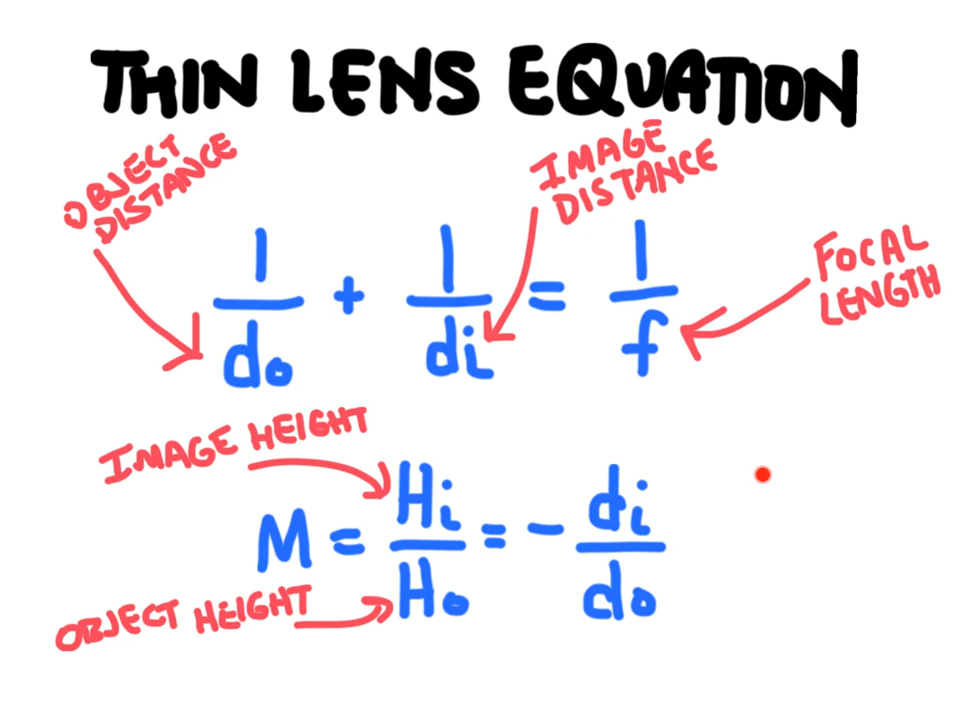 THIN LENS EQUATION
OBJECT
DISTANCE
IMAGE
DISTANCE
FOCAL
LENGTH
1/do + 1/di = 1/f
IMAGE HEIGHT
M = Hi/Ho = - di/do
OBJECT HEIGHT